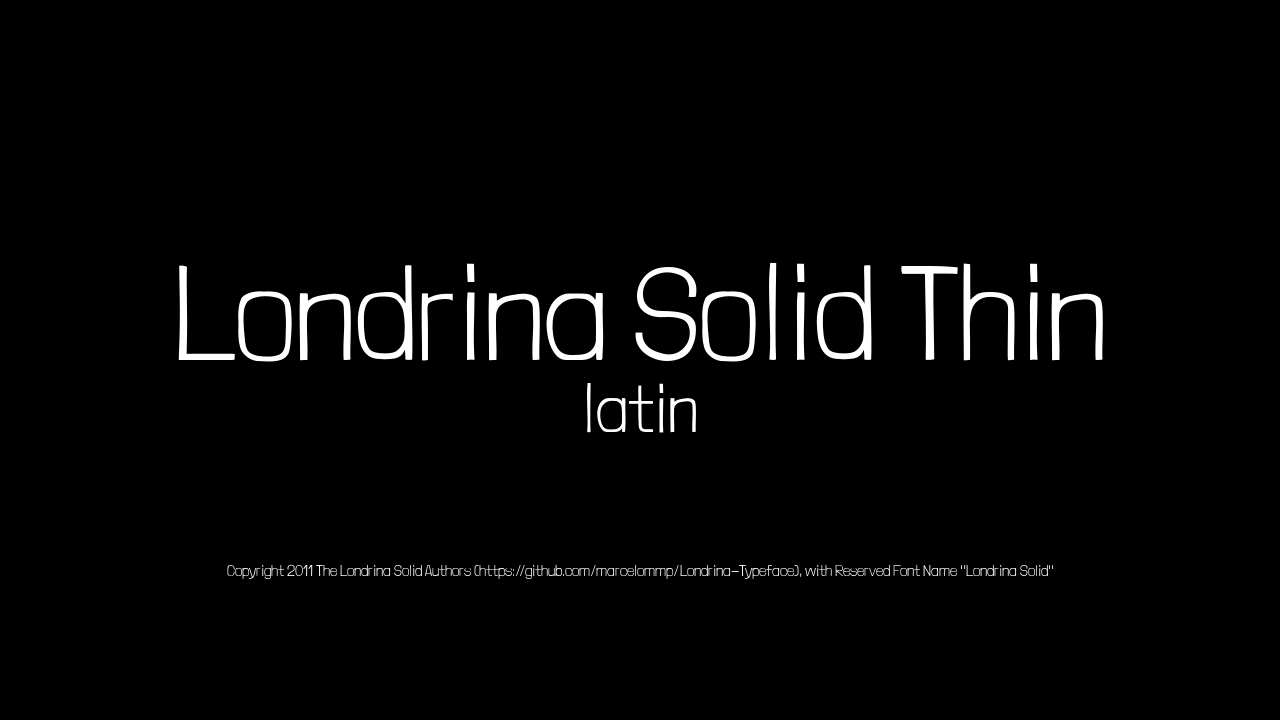 Londrina Solid Thin
latin
Copyright 2011 The Londrina Solid Authors (https://github.com/marcelommp/Londrina-Typeface), with Reserved Font Name "Londrina Solid"